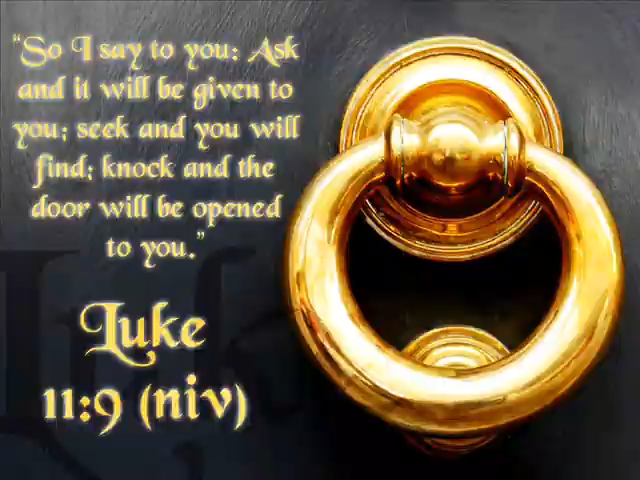 "So I say to you: Ask
and it will be given to
you; seek and you will
find; knock and the
door will be opened
to you."
Luke
11:9 (niv)